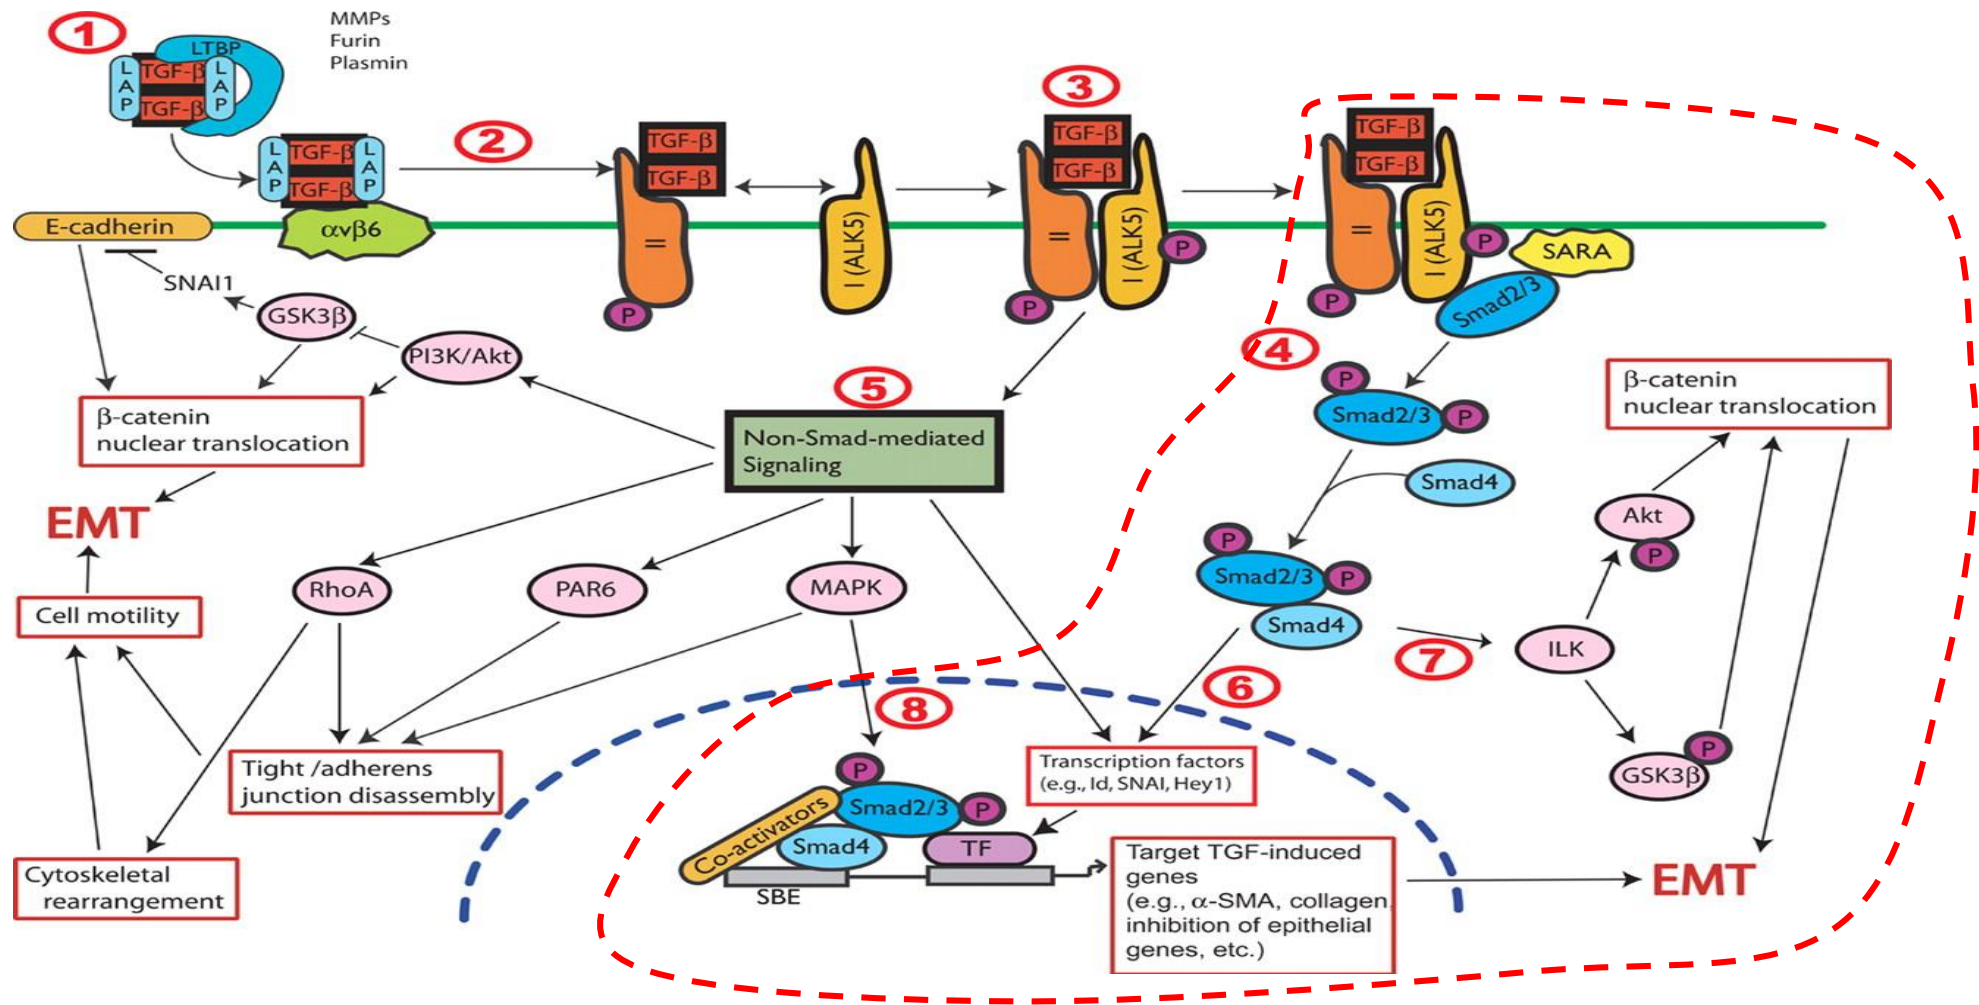 1
MMPs
Furin
Plasmin
LTBP
LAP
TGF-β
LAP
TGF-β
LAP
TGF-β
LAP
TGF-β
2
TGF-β
TGF-β
3
TGF-β
TGF-β
TGF-β
TGF-β
E-cadherin
αvβ6
II
P
I (ALK5)
II
P
I (ALK5)
P
II
P
I (ALK5)
P
SARA
Smad2/3
SNAI1
GSK3β
PI3K/Akt
β-catenin
nuclear translocation
EMT
Cell motility
RhoA
PAR6
MAPK
5
Non-Smad-mediated
Signaling
4
P
Smad2/3
P
Smad4
P
Smad2/3
P
Smad4
β-catenin
nuclear translocation
Akt
P
ILK
7
6
8
P
GSK3β
Tight /adherens
junction disassembly
Cytoskeletal
rearrangement
Transcription factors
(e.g., Id, SNAI, Hey1)
P
Smad2/3
P
Co-activators
Smad4
TF
SBE
Target TGF-induced
genes
(e.g., α-SMA, collagen,
inhibition of epithelial
genes, etc.)
EMT